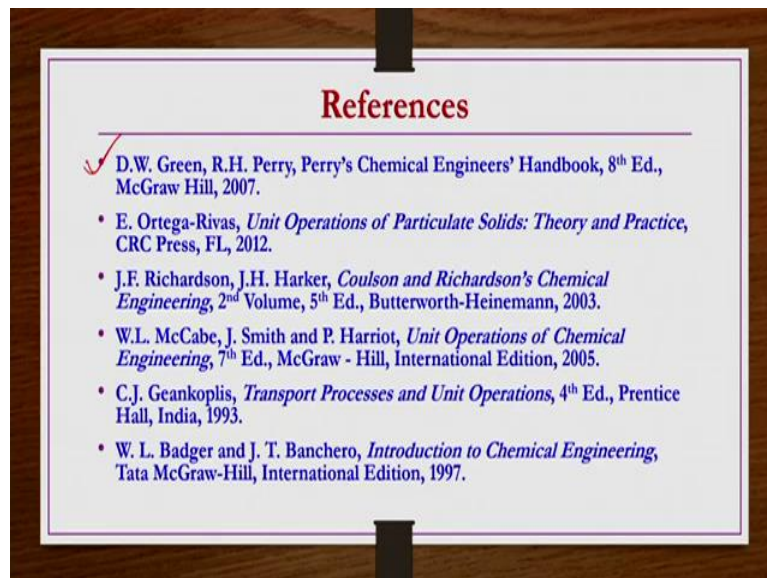 References
• D.W. Green, R.H. Perry, Perry's Chemical Engineers' Handbook, 8th Ed.,
McGraw Hill, 2007.
• E. Ortega-Rivas, Unit Operations of Particulate Solids: Theory and Practice,
CRC Press, FL, 2012.
• J.F. Richardson, J.H. Harker, Coulson and Richardson's Chemical
Engineering, 2nd Volume, 5th Ed., Butterworth-Heinemann, 2003.
• W.L. McCabe, J. Smith and P. Harriot, Unit Operations of Chemical
Engineering, 7th Ed., McGraw - Hill, International Edition, 2005.
• C.J. Geankoplis, Transport Processes and Unit Operations, 4th Ed., Prentice
Hall, India, 1993.
• W. L. Badger and J. T. Banchero, Introduction to Chemical Engineering,
Tata McGraw-Hill, International Edition, 1997.